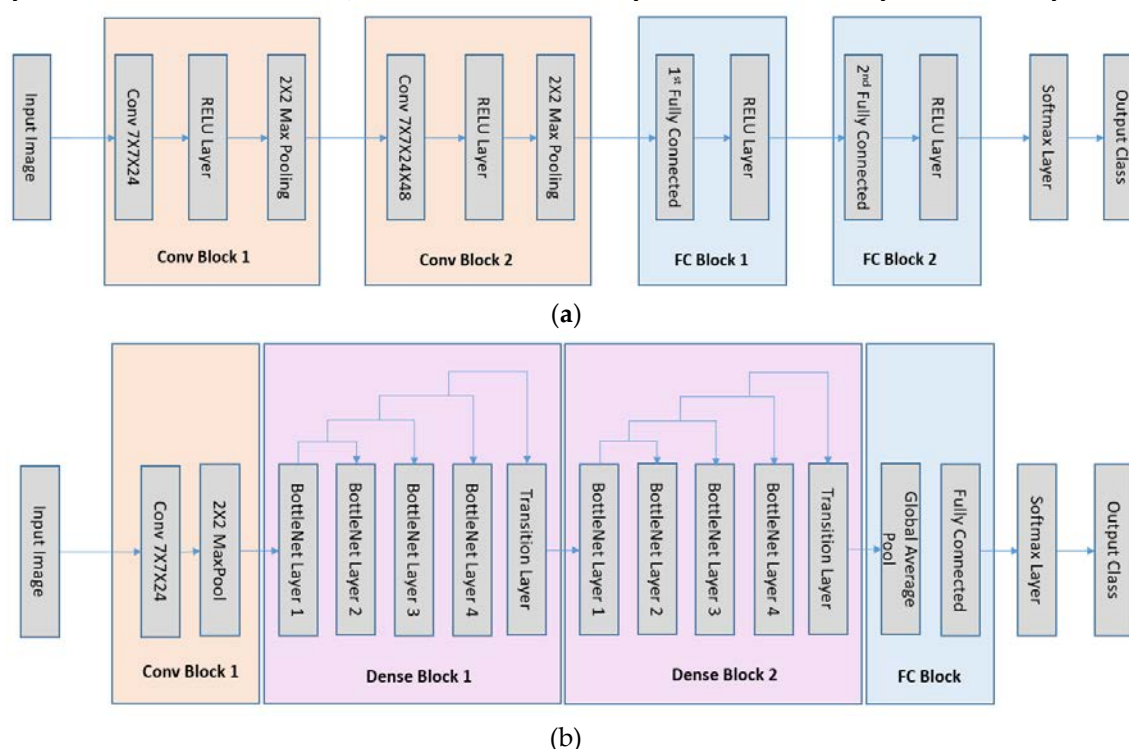 Input Image
Conv 7X7X24
RELU Layer
2X2 Max Pooling
Conv Block 1
Conv 7X7X24X48
RELU Layer
2X2 Max Pooling
Conv Block 2
1st Fully Connected
RELU Layer
FC Block 1
2nd Fully Connected
RELU Layer
FC Block 2
Softmax Layer
Output Class
(a)
Input Image
Conv 7X7X24
2X2 MaxPool
Conv Block 1
BottleNet Layer 1
BottleNet Layer 2
BottleNet Layer 3
BottleNet Layer 4
Transition Layer
Dense Block 1
BottleNet Layer 1
BottleNet Layer 2
BottleNet Layer 3
BottleNet Layer 4
Transition Layer
Dense Block 2
Global Average
Pool
Fully Connected
FC Block
Softmax Layer
Output Class
(b)